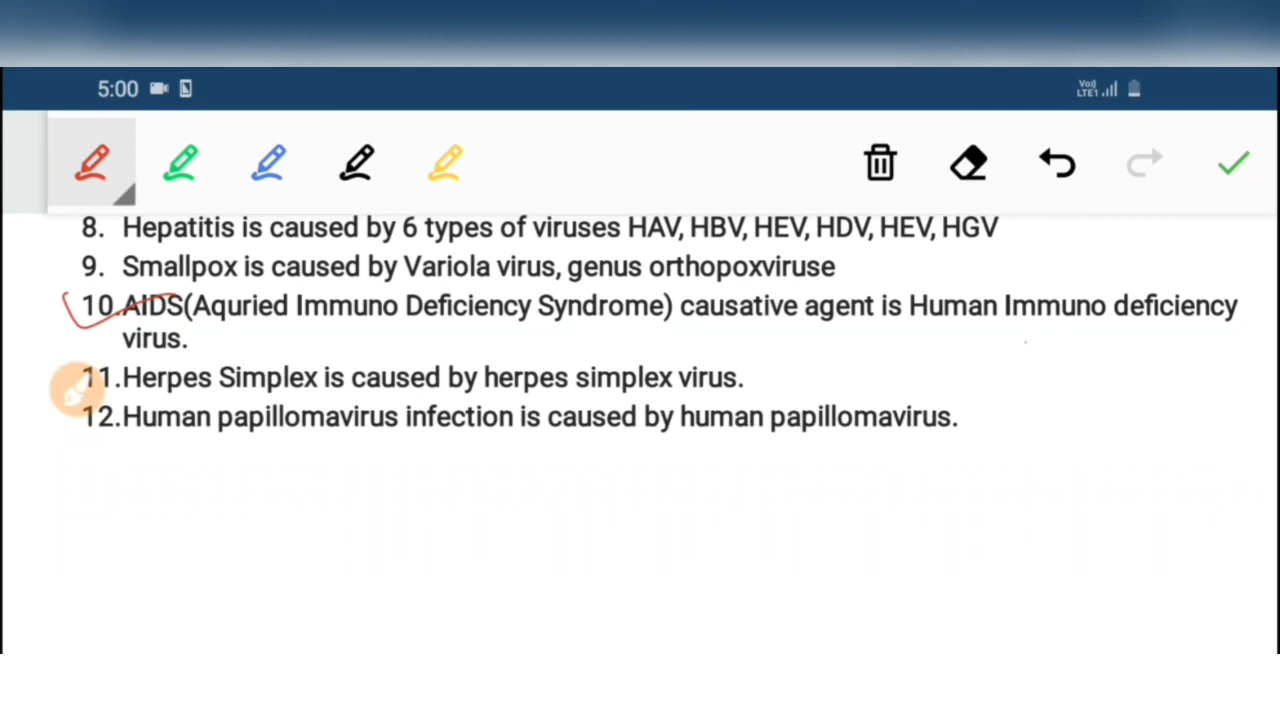 5:00
Vo) LTE1
8. Hepatitis is caused by 6 types of viruses HAV, HBV, HEV, HDV, HEV, HGV
9. Smallpox is caused by Variola virus, genus orthopoxviruse
10.AIDS(Aquried Immuno Deficiency Syndrome) causative agent is Human Immuno deficiency
virus.
11.Herpes Simplex is caused by herpes simplex virus.
12.Human papillomavirus infection is caused by human papillomavirus.